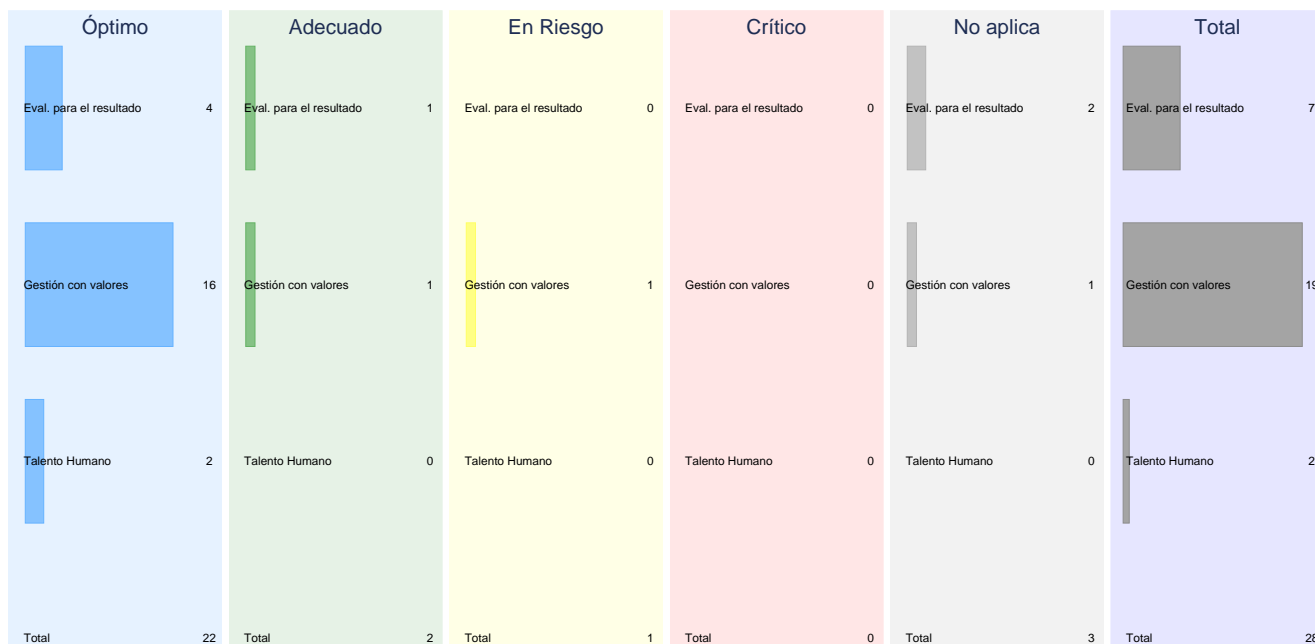 Óptimo Adecuado En Riesgo Crítico No aplica Total
Eval. para el resultado 4 Eval. para el resultado 1 Eval. para el resultado 0 Eval. para el resultado 0 Eval. para el resultado 2 Eval. para el resultado 7
Gestión con valores 16 Gestión con valores 1 Gestión con valores 1 Gestión con valores 0 Gestión con valores 1 Gestión con valores 19
Talento Humano 2 Talento Humano 0 Talento Humano 0 Talento Humano 0 Talento Humano 0 Talento Humano 2
Total 22 Total 2 Total 1 Total 0 Total 3 Total 28